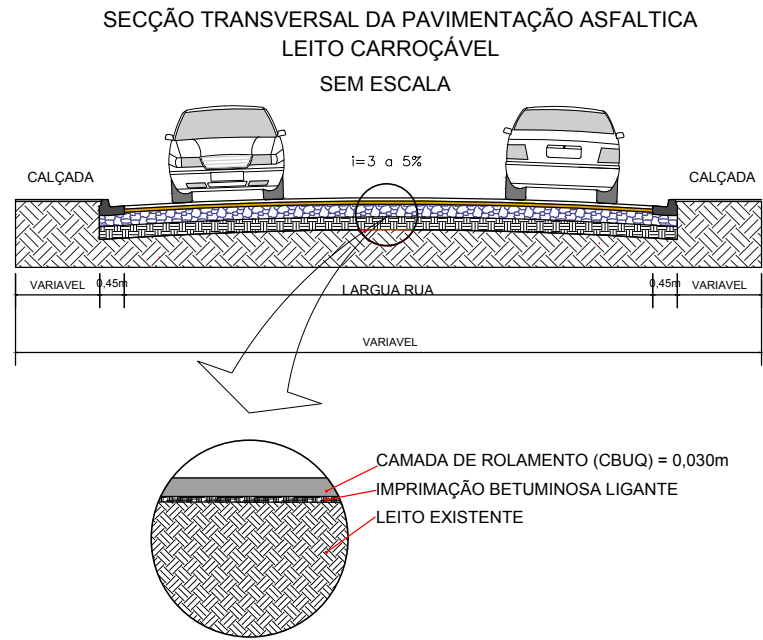 SECÇÃO TRANSVERSAL DA PAVIMENTAÇÃO ASFALTICA
LEITO CARROÇÁVEL
SEM ESCALA
i=3 a 5%
CALÇADA
CALÇADA
VARIAVEL
0,45m
LARGUA RUA
0,45m
VARIAVEL
VARIAVEL
CAMADA DE ROLAMENTO (CBUQ) = 0,030m
IMPRIMAÇÃO BETUMINOSA LIGANTE
LEITO EXISTENTE